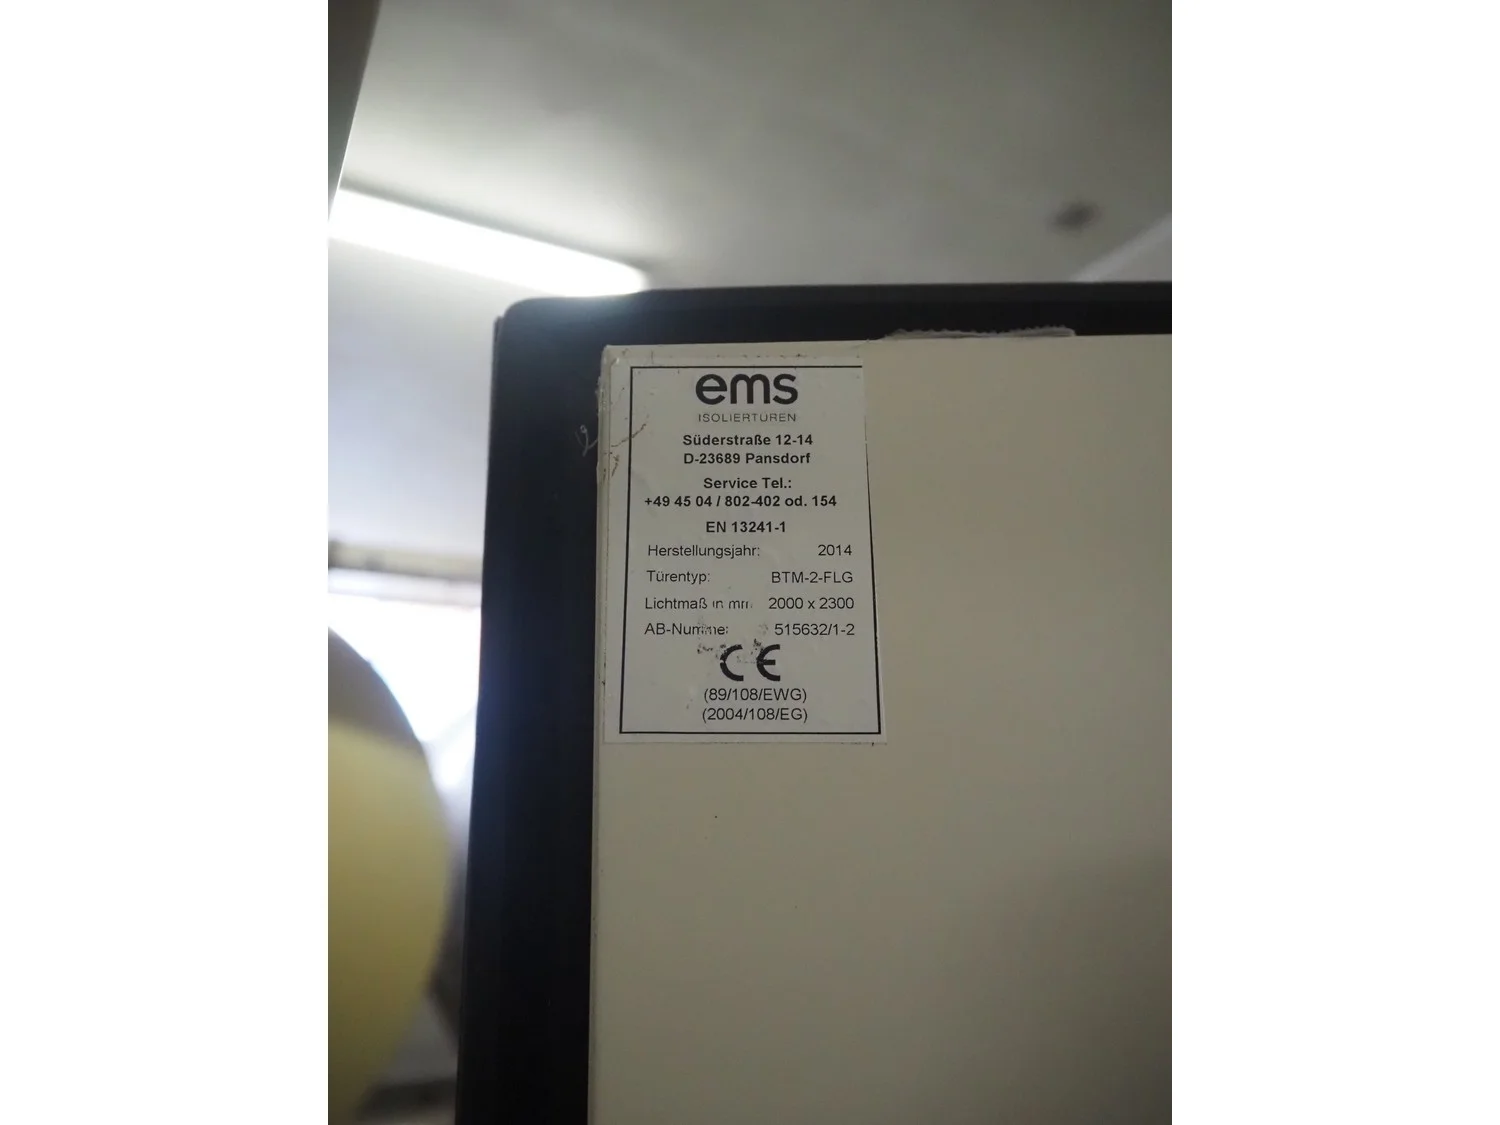 ems
ISOLIERTÜREN
Süderstraße 12-14
D-23689 Pansdorf
Service Tel.:
+49 45 04 / 802-402 od. 154
EN 13241-1
Herstellungsjahr: 2014
Türentyp: BTM-2-FLG
Lichtmaß in mm 2000 x 2300
AB-Nummer 515632/1-2
CE
(89/108/EWG)
(2004/108/EG)